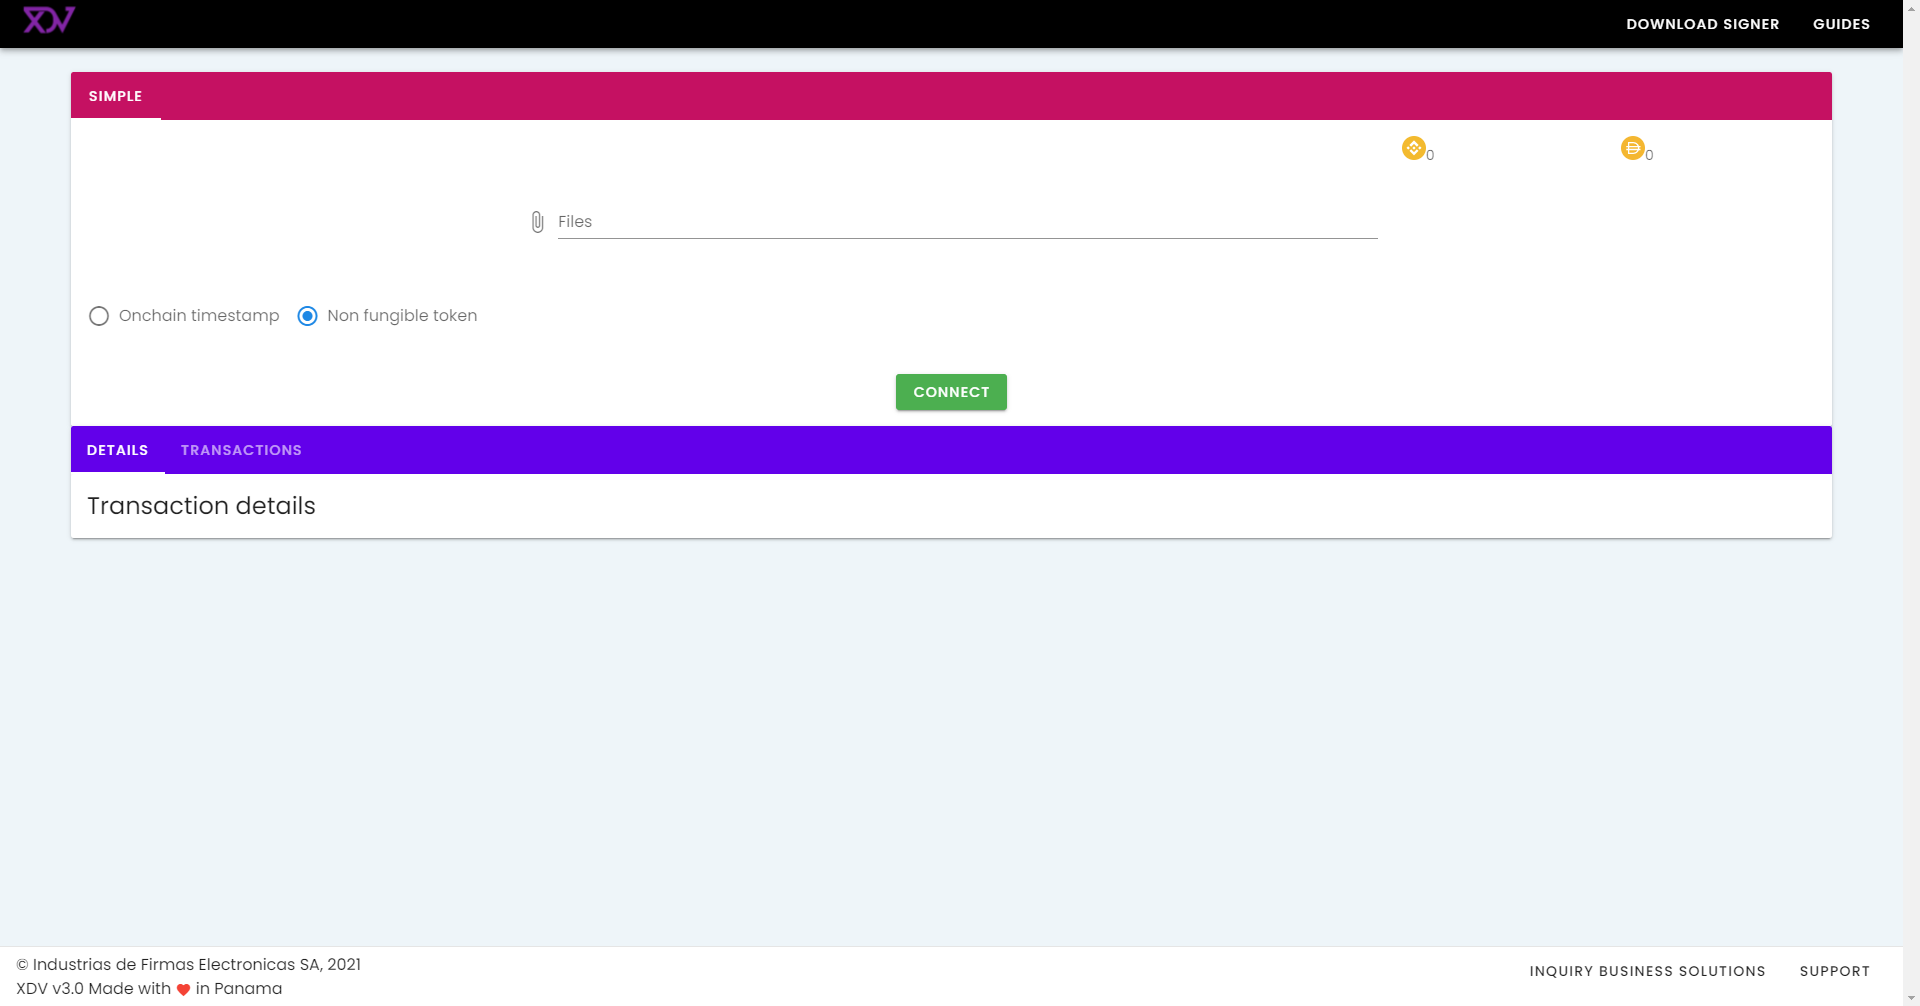 XDV
DOWNLOAD SIGNER
GUIDES
SIMPLE
0
0
Files
Onchain timestamp
Non fungible token
CONNECT
DETAILS
TRANSACTIONS
Transaction details
© Industrias de Firmas Electronicas SA, 2021
XDV v3.0 Made with ❤ in Panama
INQUIRY BUSINESS SOLUTIONS
SUPPORT